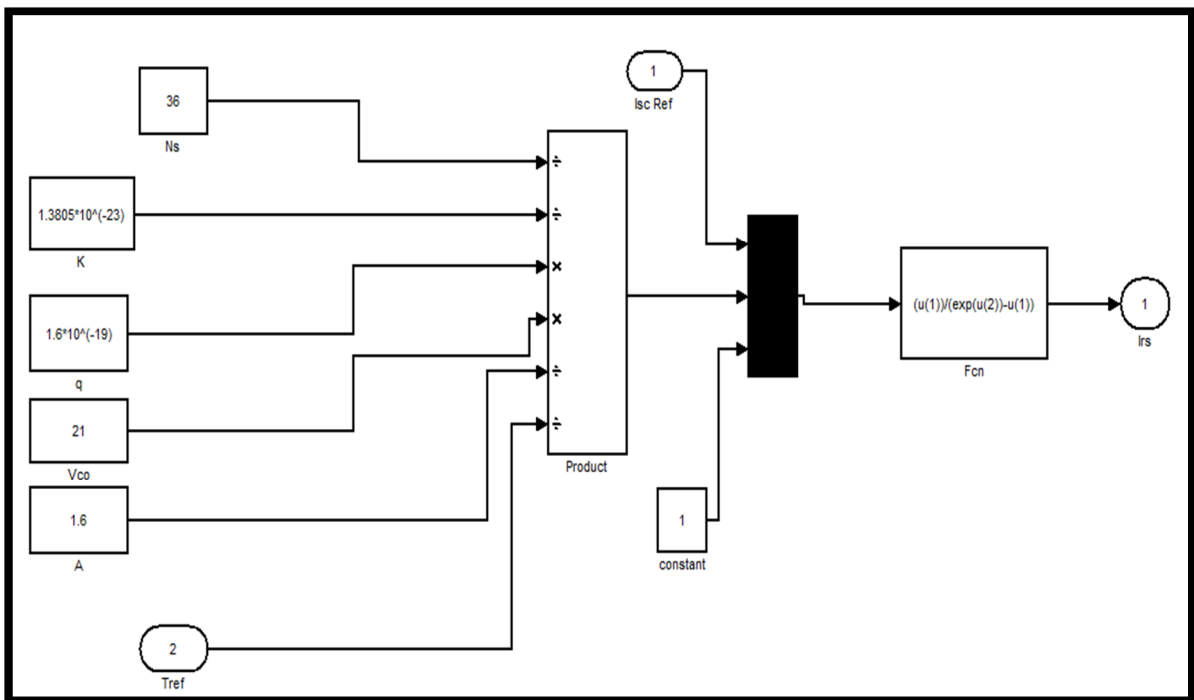 36
Ns
1.3805*10^(-23)
K
1.6*10^(-19)
q
21
Vco
1.6
A
2
Tref
÷
÷
×
×
÷
÷
Product
1
Isc Ref
1
constant
(u(1))/(exp(u(2))-u(1))
Fcn
1
Irs